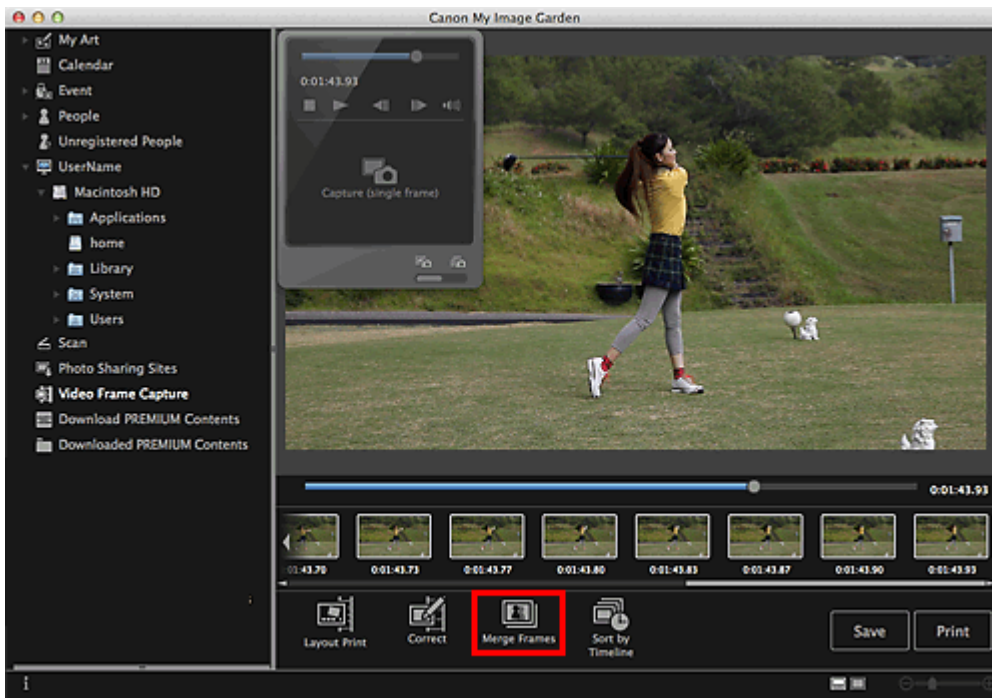 Canon My Image Garden
My Art
Calendar
Event
People
Unregistered People
UserName
Macintosh HD
Applications
home
Library
System
Users
Scan
Photo Sharing Sites
Video Frame Capture
Download PREMIUM Contents
Downloaded PREMIUM Contents
0:01:43.93
Capture (single frame)
0:01:43.93
:01:43.70 0:01:43.73 0:01:43.77 0:01:43.80 0:01:43.83 0:01:43.87 0:01:43.90 0:01:43.93
Layout Print Correct Merge Frames Sort by
Timeline
Save Print
i